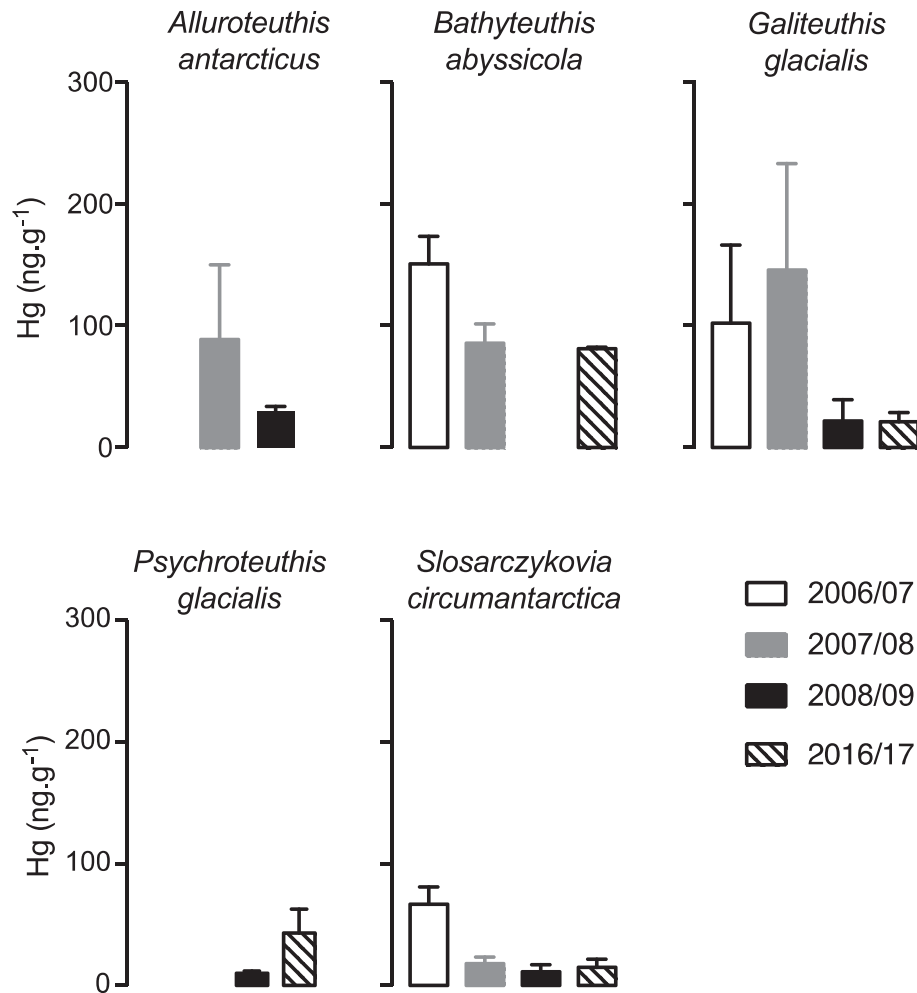 Alluroteuthis
antarcticus
Bathyteuthis
abyssicola
Galiteuthis
glacialis
300
200
100
0
Hg (ng.g⁻¹)
Psychroteuthis
glacialis
Slosarczykovia
circumantarctica
300
200
100
0
Hg (ng.g⁻¹)
2006/07
2007/08
2008/09
2016/17